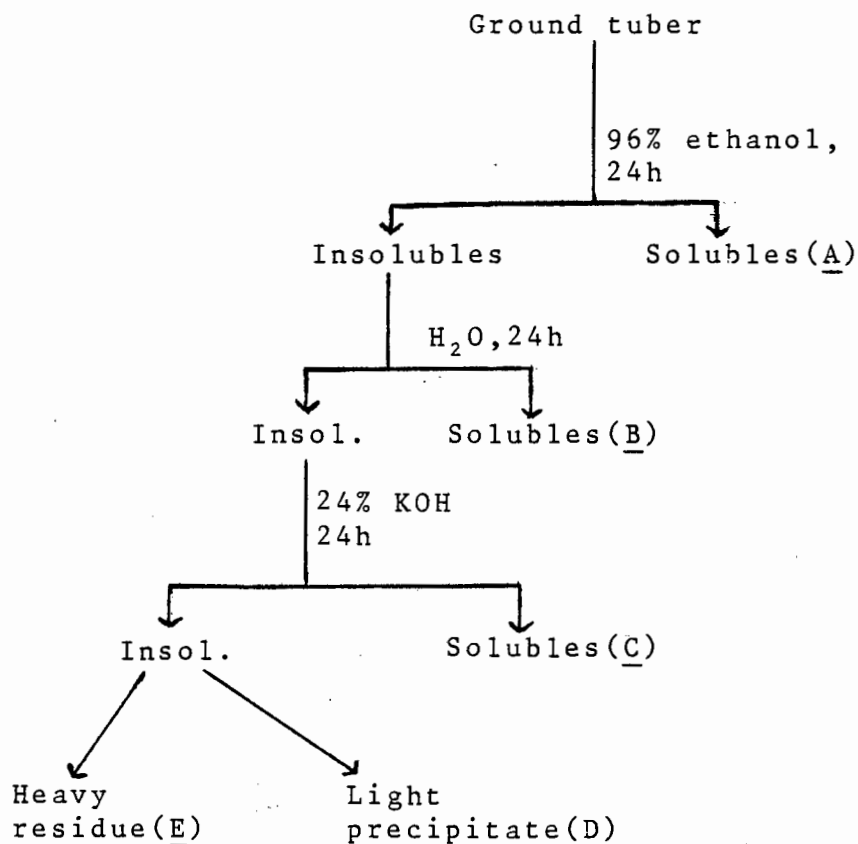 Ground tuber
96% ethanol,
24h
Insolubles Solubles(A)
H₂O,24h
Insol. Solubles(B)
24% KOH
24h
Insol. Solubles(C)
Heavy Light
residue(E) precipitate(D)